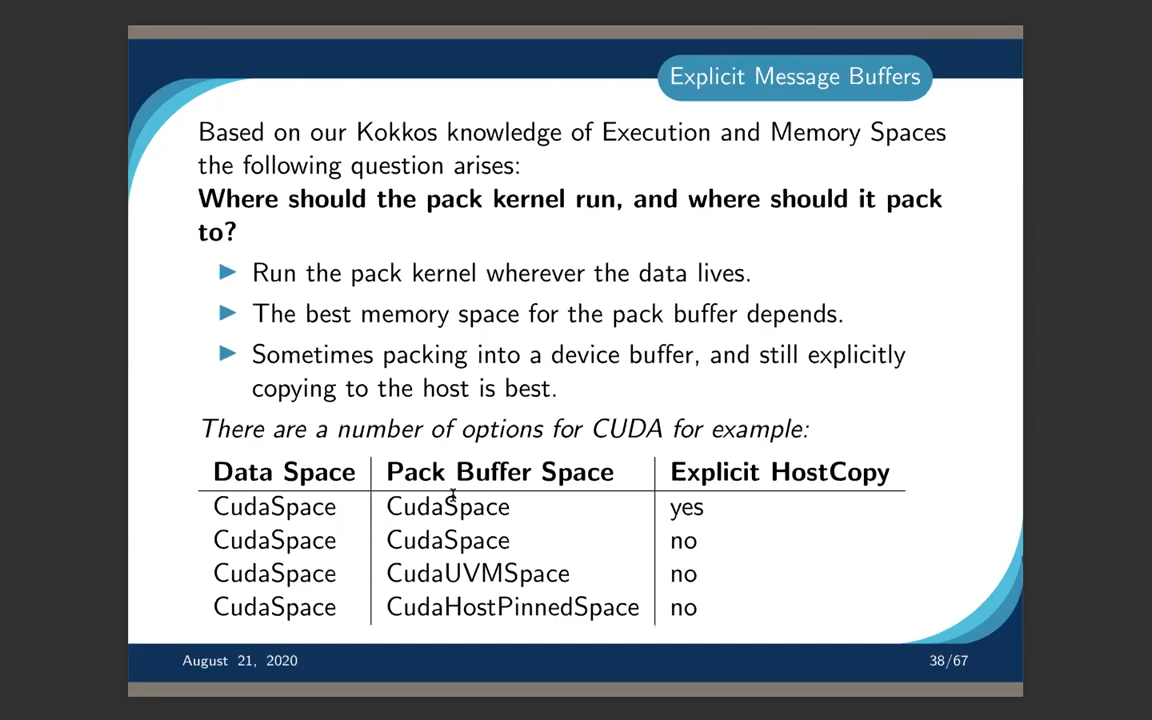 Explicit Message Buffers
Based on our Kokkos knowledge of Execution and Memory Spaces
the following question arises:
Where should the pack kernel run, and where should it pack
to?
Run the pack kernel wherever the data lives.
The best memory space for the pack buffer depends.
Sometimes packing into a device buffer, and still explicitly
copying to the host is best.
There are a number of options for CUDA for example:
Data Space Pack Buffer Space Explicit HostCopy
CudaSpace CudaSpace yes
CudaSpace CudaSpace no
CudaSpace CudaUVMSpace no
CudaSpace CudaHostPinnedSpace no
August 21, 2020 38/67